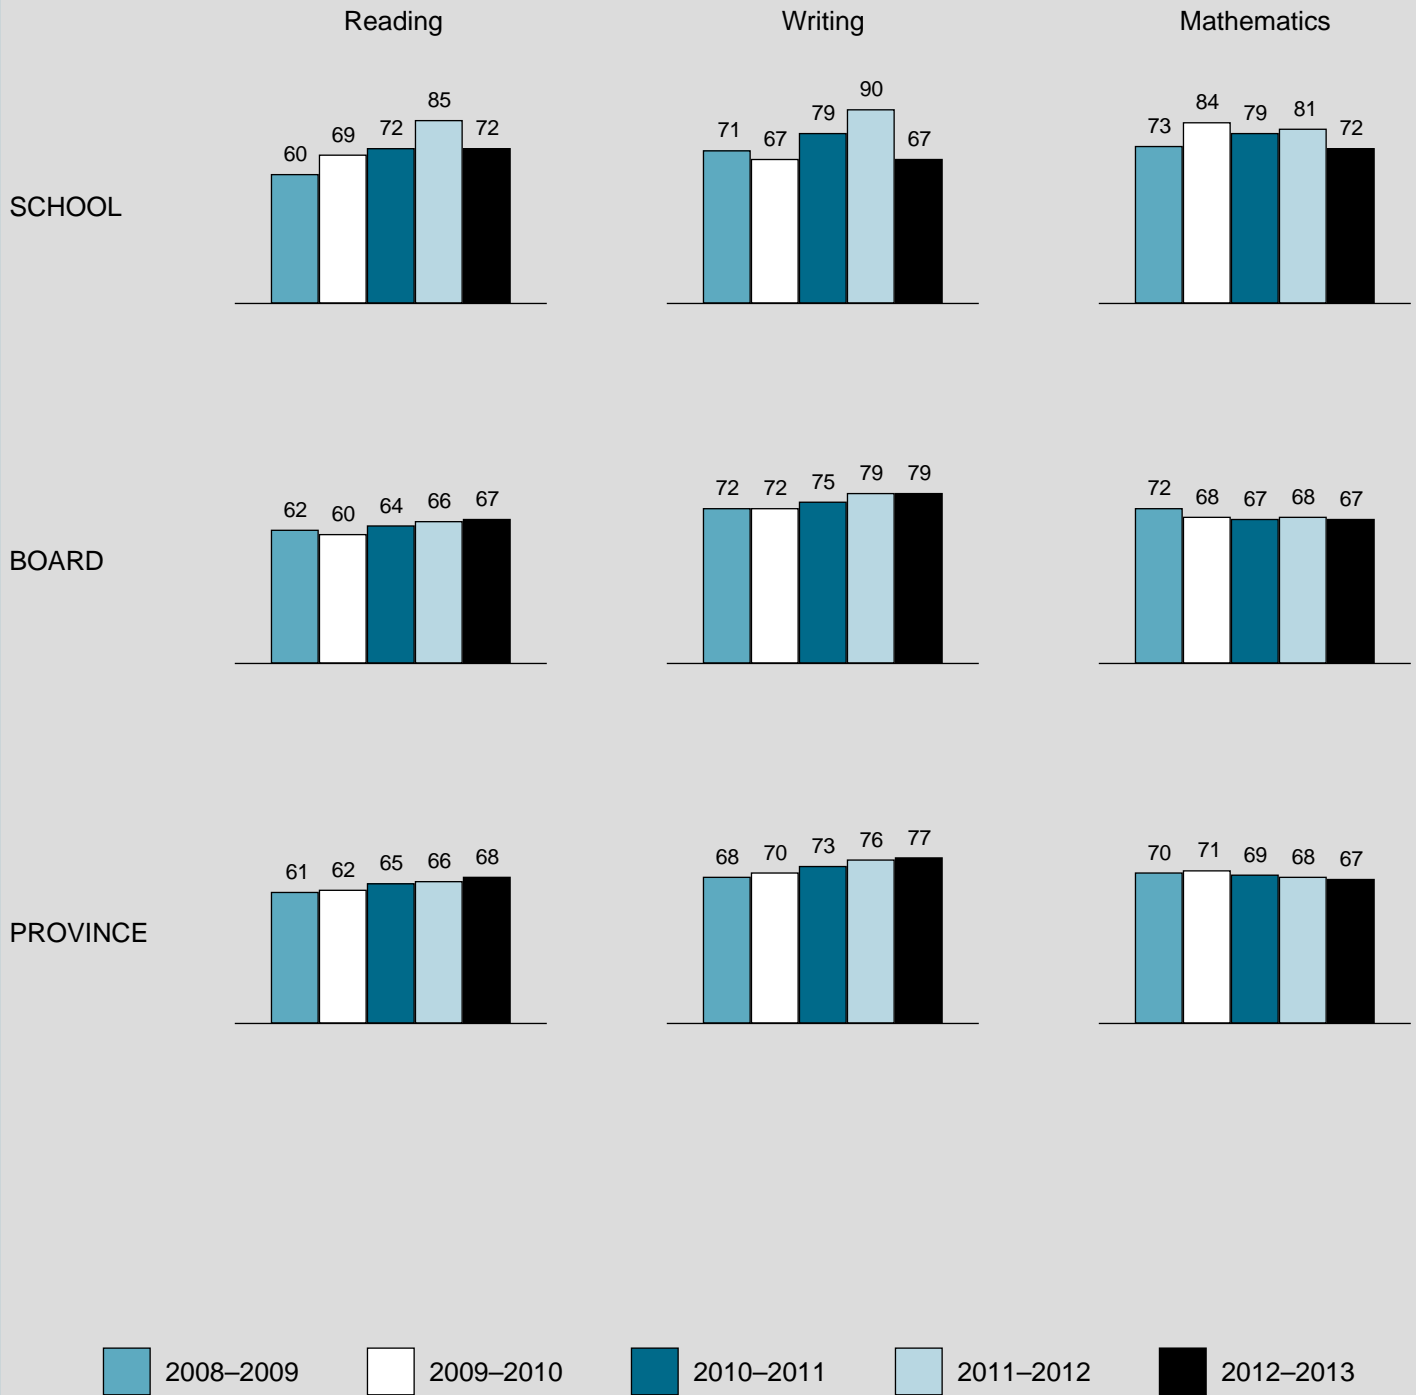 Reading Writing Mathematics
85
60 69 72 72
90
71 67 79 67
73 84 79 81 72
SCHOOL
62 60 64 66 67
72 72 75 79 79
72 68 67 68 67
BOARD
61 62 65 66 68
68 70 73 76 77
70 71 69 68 67
PROVINCE
2008–2009 2009–2010 2010–2011 2011–2012 2012–2013